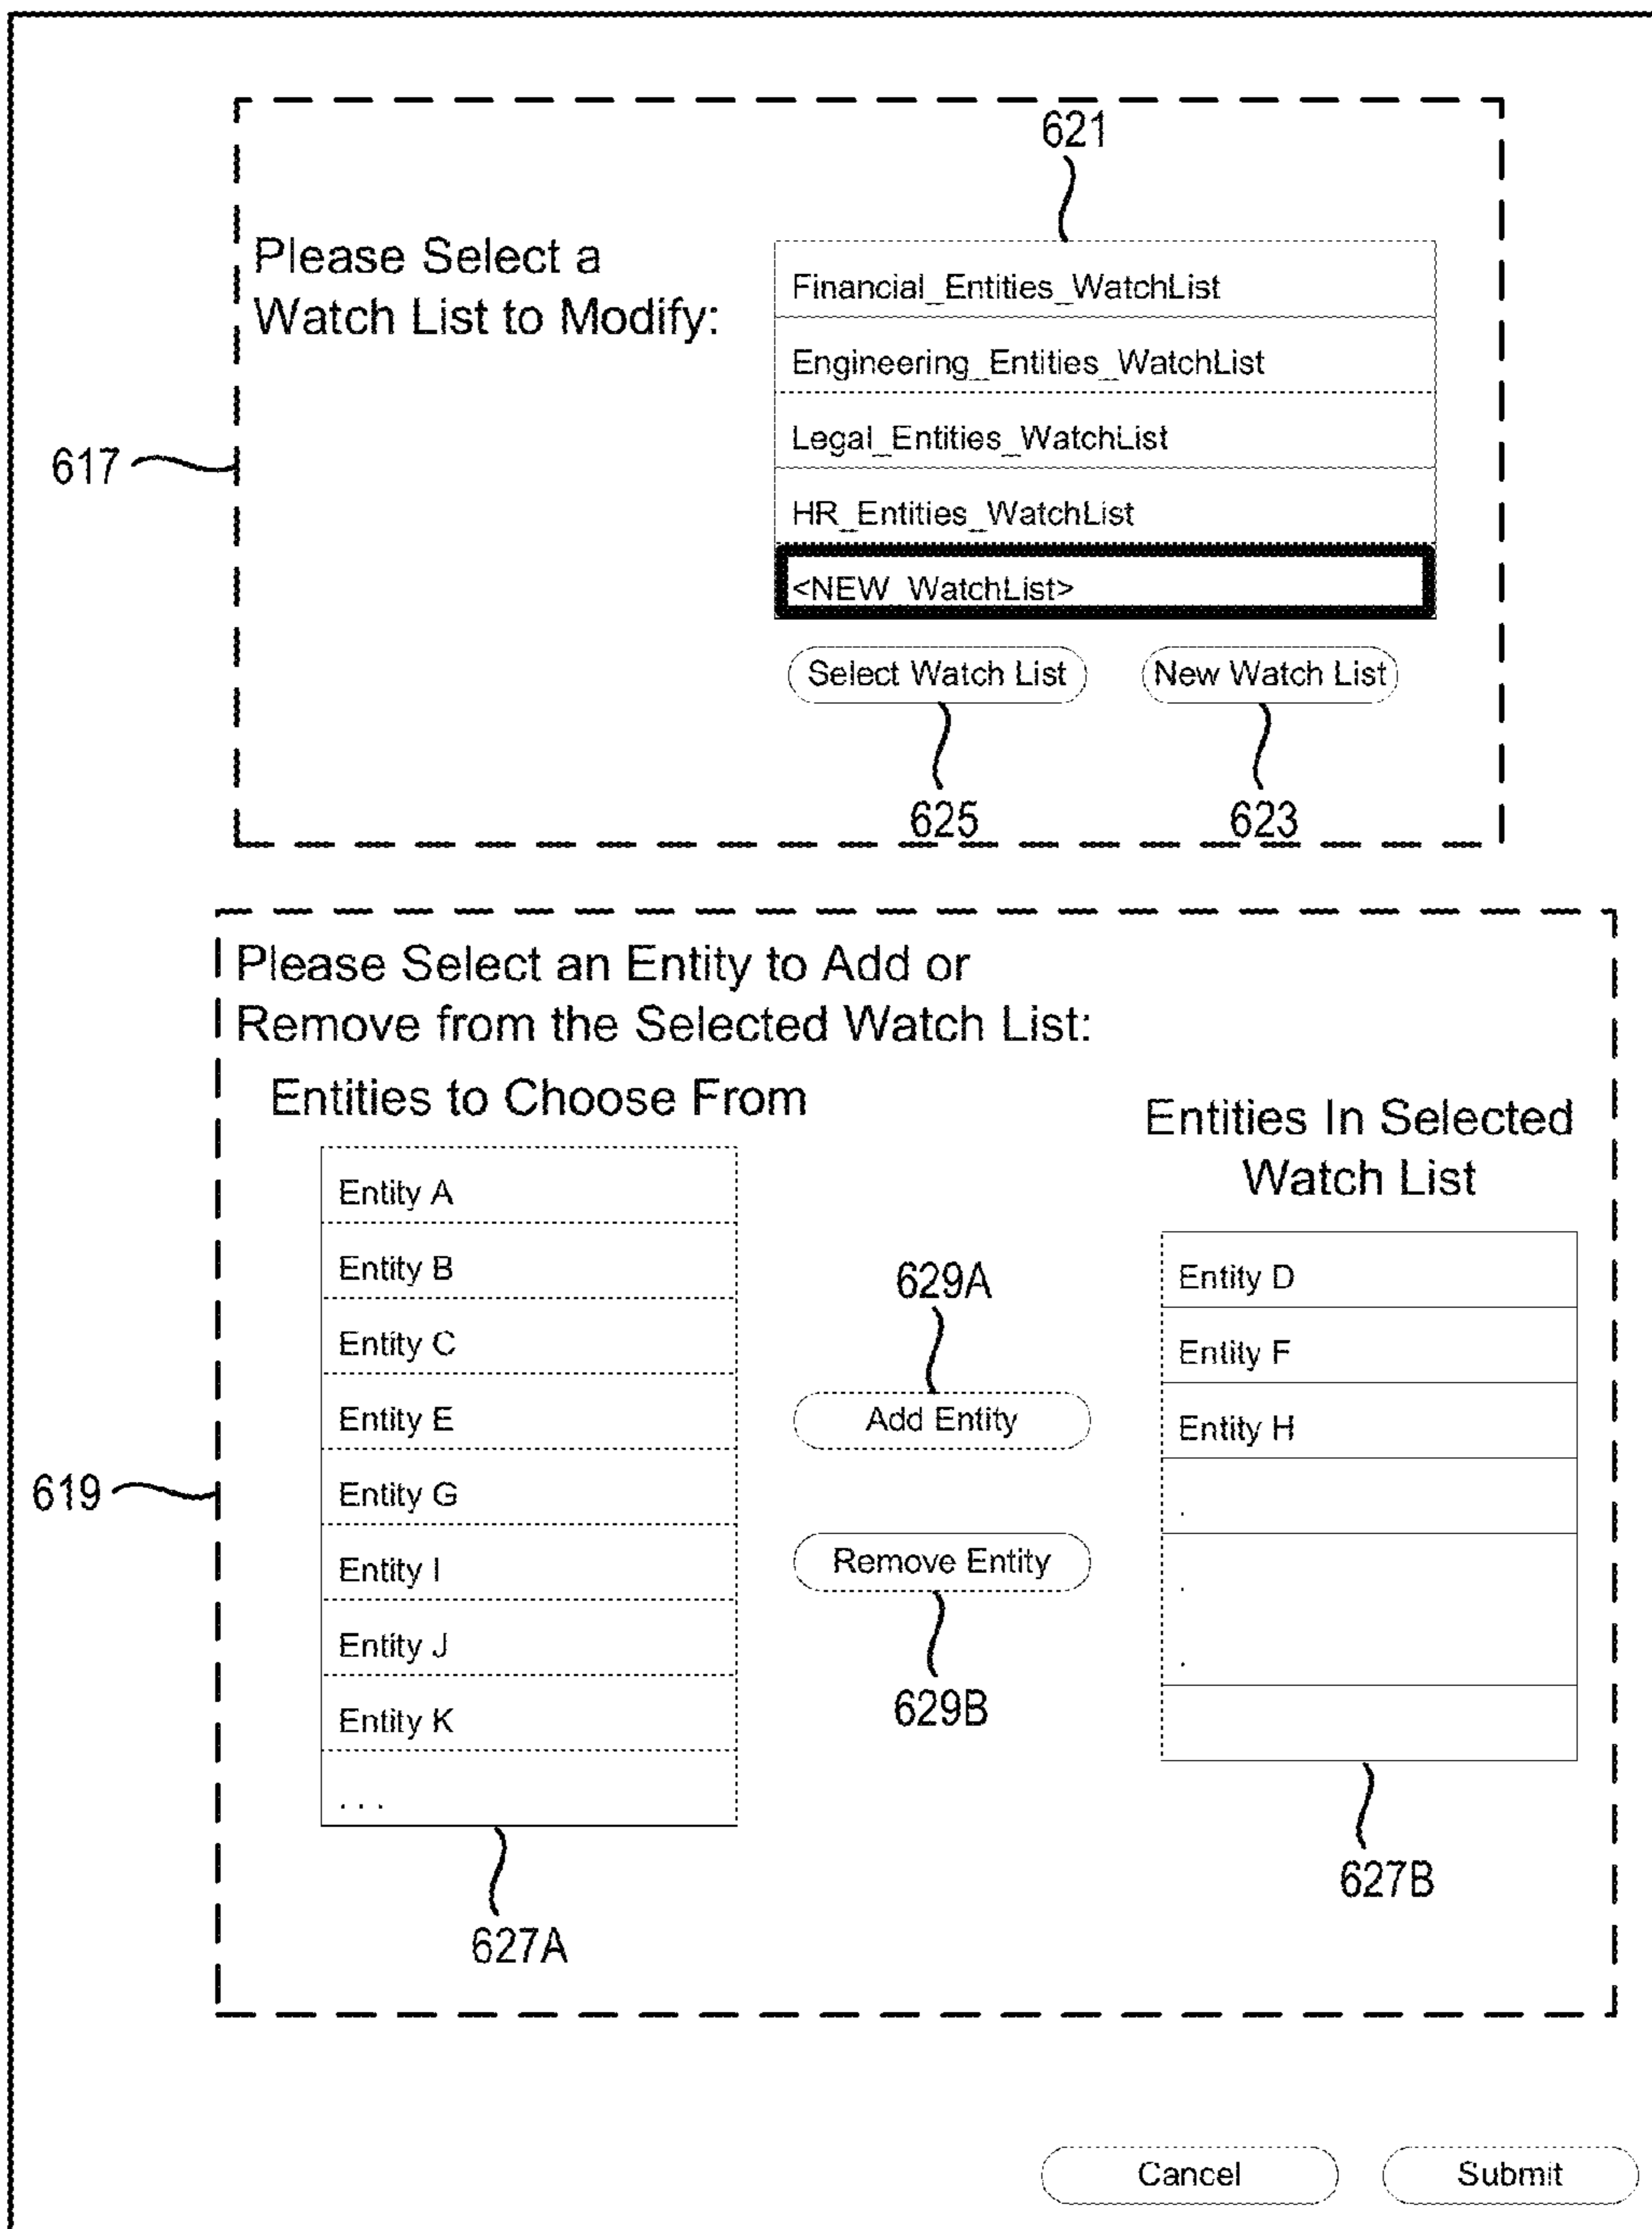 621
Please Select a
Watch List to Modify:
Financial_Entities_WatchList
Engineering_Entities_WatchList
Legal_Entities_WatchList
617
HR_Entities_WatchList
<NEW_WatchList>
Select Watch List
New Watch List
625
623
Please Select an Entity to Add or
Remove from the Selected Watch List:
Entities to Choose From
Entities In Selected
Watch List
Entity A
Entity B
Entity C
Entity E
Entity G
Entity I
Entity J
Entity K
. . .
627A
629A
Add Entity
Remove Entity
629B
Entity D
Entity F
Entity H
.
.
.
627B
619
Cancel
Submit